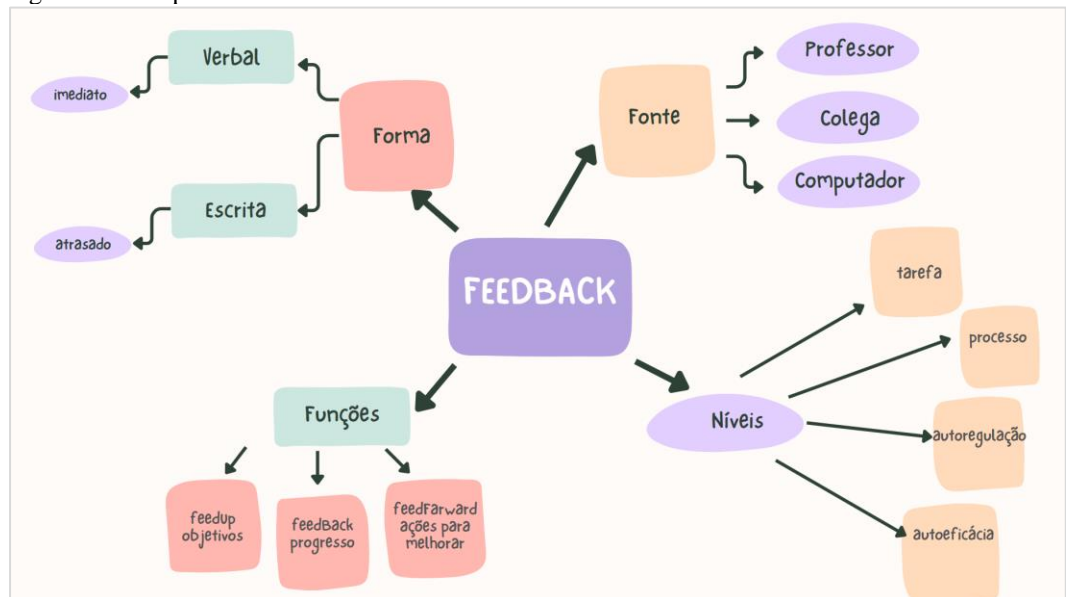 Verbal
imediato
Forma
Escrita
atrasado
Fonte
Professor
Colega
Computador
FEEDBACK
tarefa
processo
Níveis
autoregulação
autoeficácia
Funções
feedup
objetivos
feedBack
progresso
feedFarward
ações para
melhorar